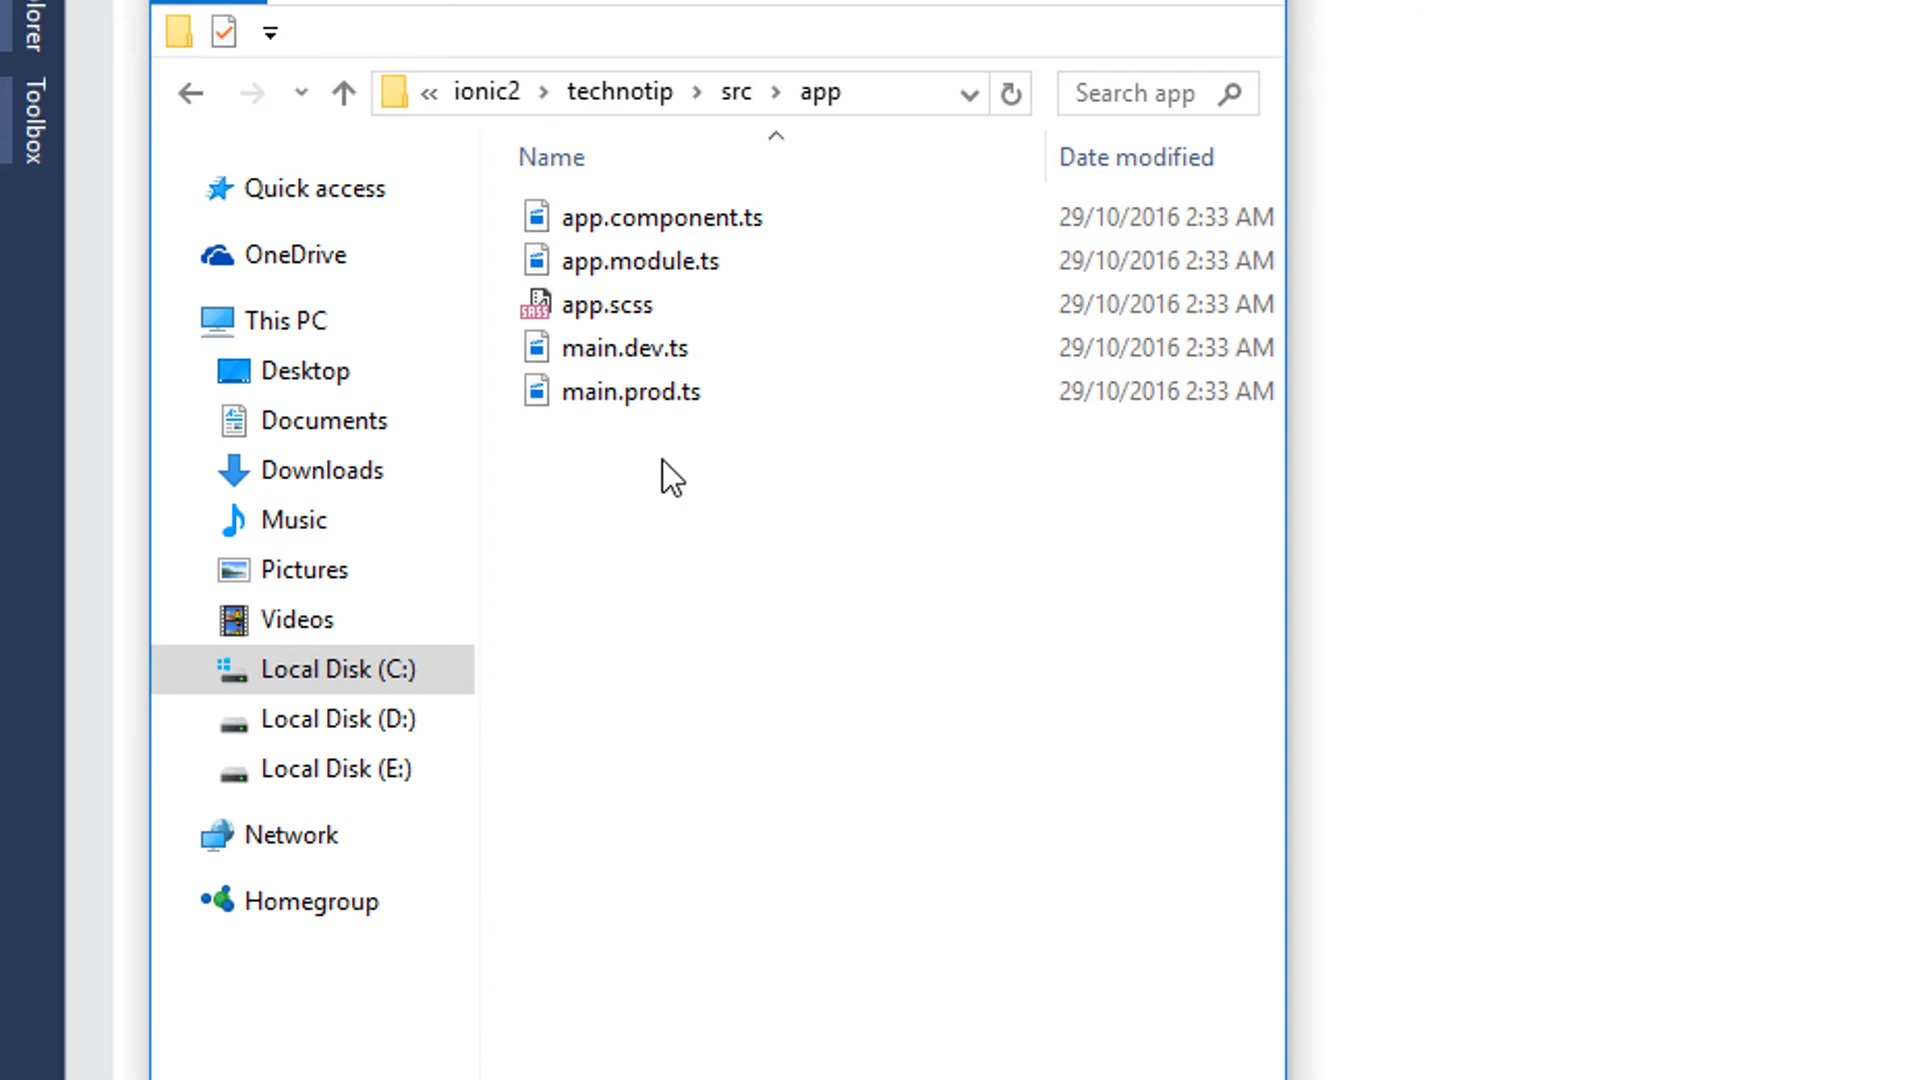 plorer
Toolbox
« ionic2 > technotip > src > app
Search app
Name
Date modified
Quick access
OneDrive
This PC
Desktop
Documents
Downloads
Music
Pictures
Videos
Local Disk (C:)
Local Disk (D:)
Local Disk (E:)
Network
Homegroup
app.component.ts 29/10/2016 2:33 AM
app.module.ts 29/10/2016 2:33 AM
app.scss 29/10/2016 2:33 AM
main.dev.ts 29/10/2016 2:33 AM
main.prod.ts 29/10/2016 2:33 AM
SASS